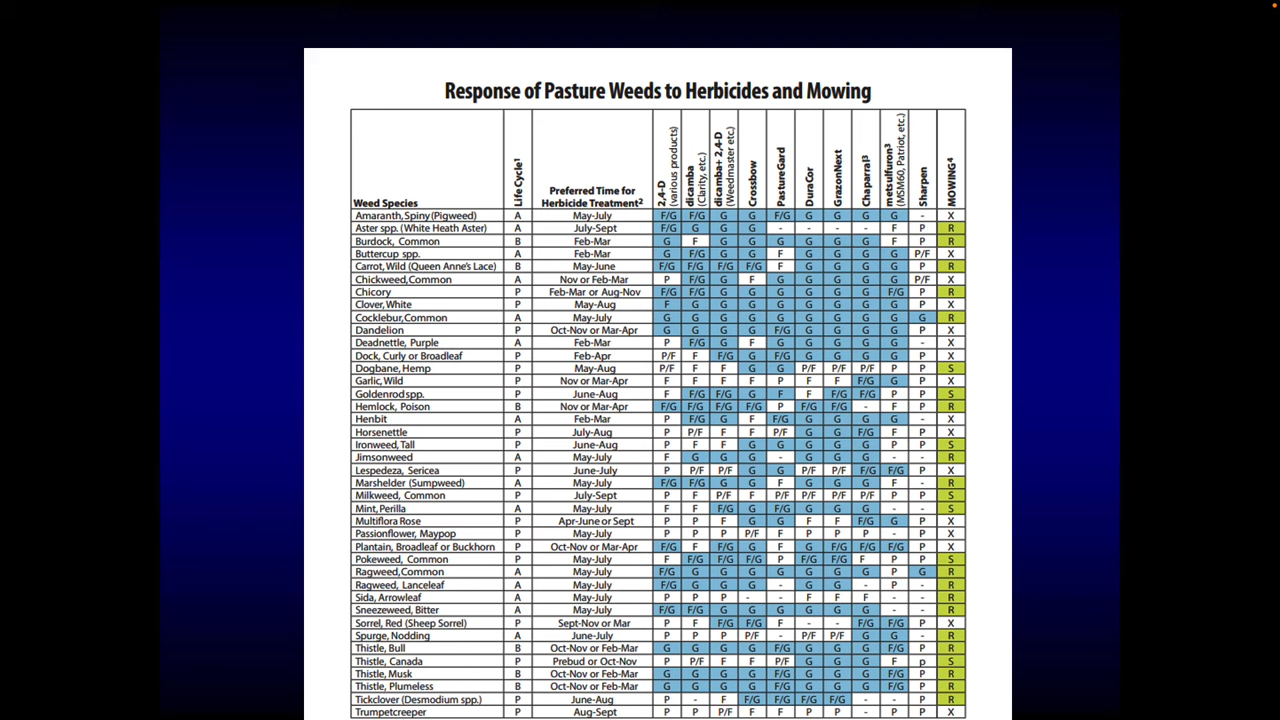 Response of Pasture Weeds to Herbicides and Mowing
Weed Species Life Cycle¹ Preferred Time for Herbicide Treatment² 2,4-D (various products) dicamba (Clarity, etc.) dicamba+ 2,4-D (Weedmaster etc.) Crossbow PastureGard DuraCor GrazonNext Chaparral³ metsulfuron³ (MSM60, Patriot, etc.) Sharpen MOWING⁴
Amaranth, Spiny (Pigweed) A May-July F/G F/G G G F/G G G G G - X
Aster spp. (White Heath Aster) A July-Sept F/G G G G - - - - F P R
Burdock, Common B Feb-Mar G F G G G G G G F P R
Buttercup spp. A Feb-Mar G F/G G G F G G G G P/F X
Carrot, Wild (Queen Anne's Lace) B May-June F/G F/G F/G F/G F G G G G P R
Chickweed, Common A Nov or Feb-Mar P F/G G F G G G G G P/F X
Chicory P Feb-Mar or Aug-Nov F/G F/G G G G G G G F/G P R
Clover, White P May-Aug F G G G G G G G G P X
Cocklebur, Common A May-July G G G G G G G G G G R
Dandelion P Oct-Nov or Mar-Apr G G G G F/G G G G G P X
Deadnettle, Purple A Feb-Mar P F/G G F G G G G G - X
Dock, Curly or Broadleaf P Feb-Apr P/F F F/G G F/G G G G G P X
Dogbane, Hemp P May-Aug P/F F F G G P/F P/F P/F P P S
Garlic, Wild P Nov or Mar-Apr F F F F P F F F/G G P X
Goldenrod spp. P June-Aug F F/G F/G G F F F/G F/G P P S
Hemlock, Poison B Nov or Mar-Apr F/G F/G F/G F/G P F/G F/G - F P R
Henbit A Feb-Mar P F/G G F F/G G G G G - X
Horsenettle P July-Aug P P/F F F P/F G G F/G F P X
Ironweed, Tall P June-Aug P F F G G G G G P P S
Jimsonweed A May-July F G G G - G G G - - R
Lespedeza, Sericea P June-July P P/F P/F G G P/F P/F F/G F/G P X
Marshelder (Sumpweed) A May-July F/G F/G G G F G G G F - R
Milkweed, Common P July-Sept P F P/F F P/F P/F P/F P/F P P S
Mint, Perilla A May-July F F F/G G F/G G G G - - S
Multiflora Rose P Apr-June or Sept P P F G G F F F/G G P X
Passionflower, Maypop P May-July P P P P/F F P P P - P X
Plantain, Broadleaf or Buckhorn P Oct-Nov or Mar-Apr F/G F F/G F/G F G F/G F/G F/G P X
Pokeweed, Common P May-July F F/G F/G F/G P F/G F/G F P P S
Ragweed, Common A May-July F/G G G G G G G G P G R
Ragweed, Lanceleaf A May-July F/G G G G - G G - P - R
Sida, Arrowleaf A May-July P P P - - F F F - - R
Sneezeweed, Bitter A May-July F/G F/G G G G G G G - - R
Sorrel, Red (Sheep Sorrel) P Sept-Nov or Mar P F F/G F/G F - - F/G F/G P X
Spurge, Nodding A June-July P P P P/F - P/F P/F G G - R
Thistle, Bull B Oct-Nov or Feb-Mar G G G G F/G G G G F/G P R
Thistle, Canada P Prebud or Oct-Nov P P/F F F P/F G G G F p S
Thistle, Musk B Oct-Nov or Feb-Mar G G G G F/G G G G F/G P R
Thistle, Plumeless B Oct-Nov or Feb-Mar G G G G F/G G G G F/G P R
Tickclover (Desmodium spp.) P June-Aug P - F F/G F/G F/G F/G - - P R
Trumpetcreeper P Aug-Sept P P P/F F F P P - P P X